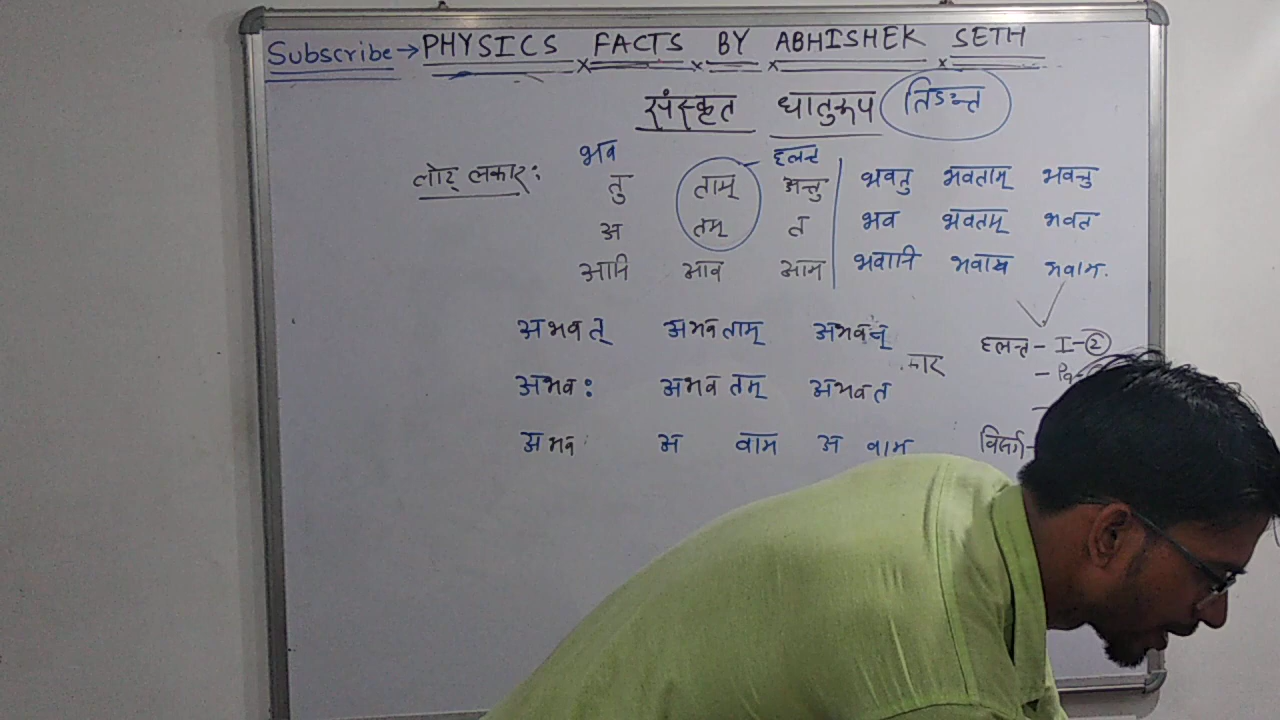 Subscribe → PHYSICS FACTS BY ABHISHEK SETH
संस्कृत धातुरूप तिङन्त
भव हलन्त
लोट् लकार: तु ताम् अन्तु भवतु भवताम् भवन्तु
अ तम् त भव भवतम् भवत
आनि आव आम भवानि भवाव भवाम
अभवत् अभवताम् अभवन्
हलन्त - I - 2
कार
अभव: अभवतम् अभवत
अभव अ वाम अ वाम
विसर्ग -